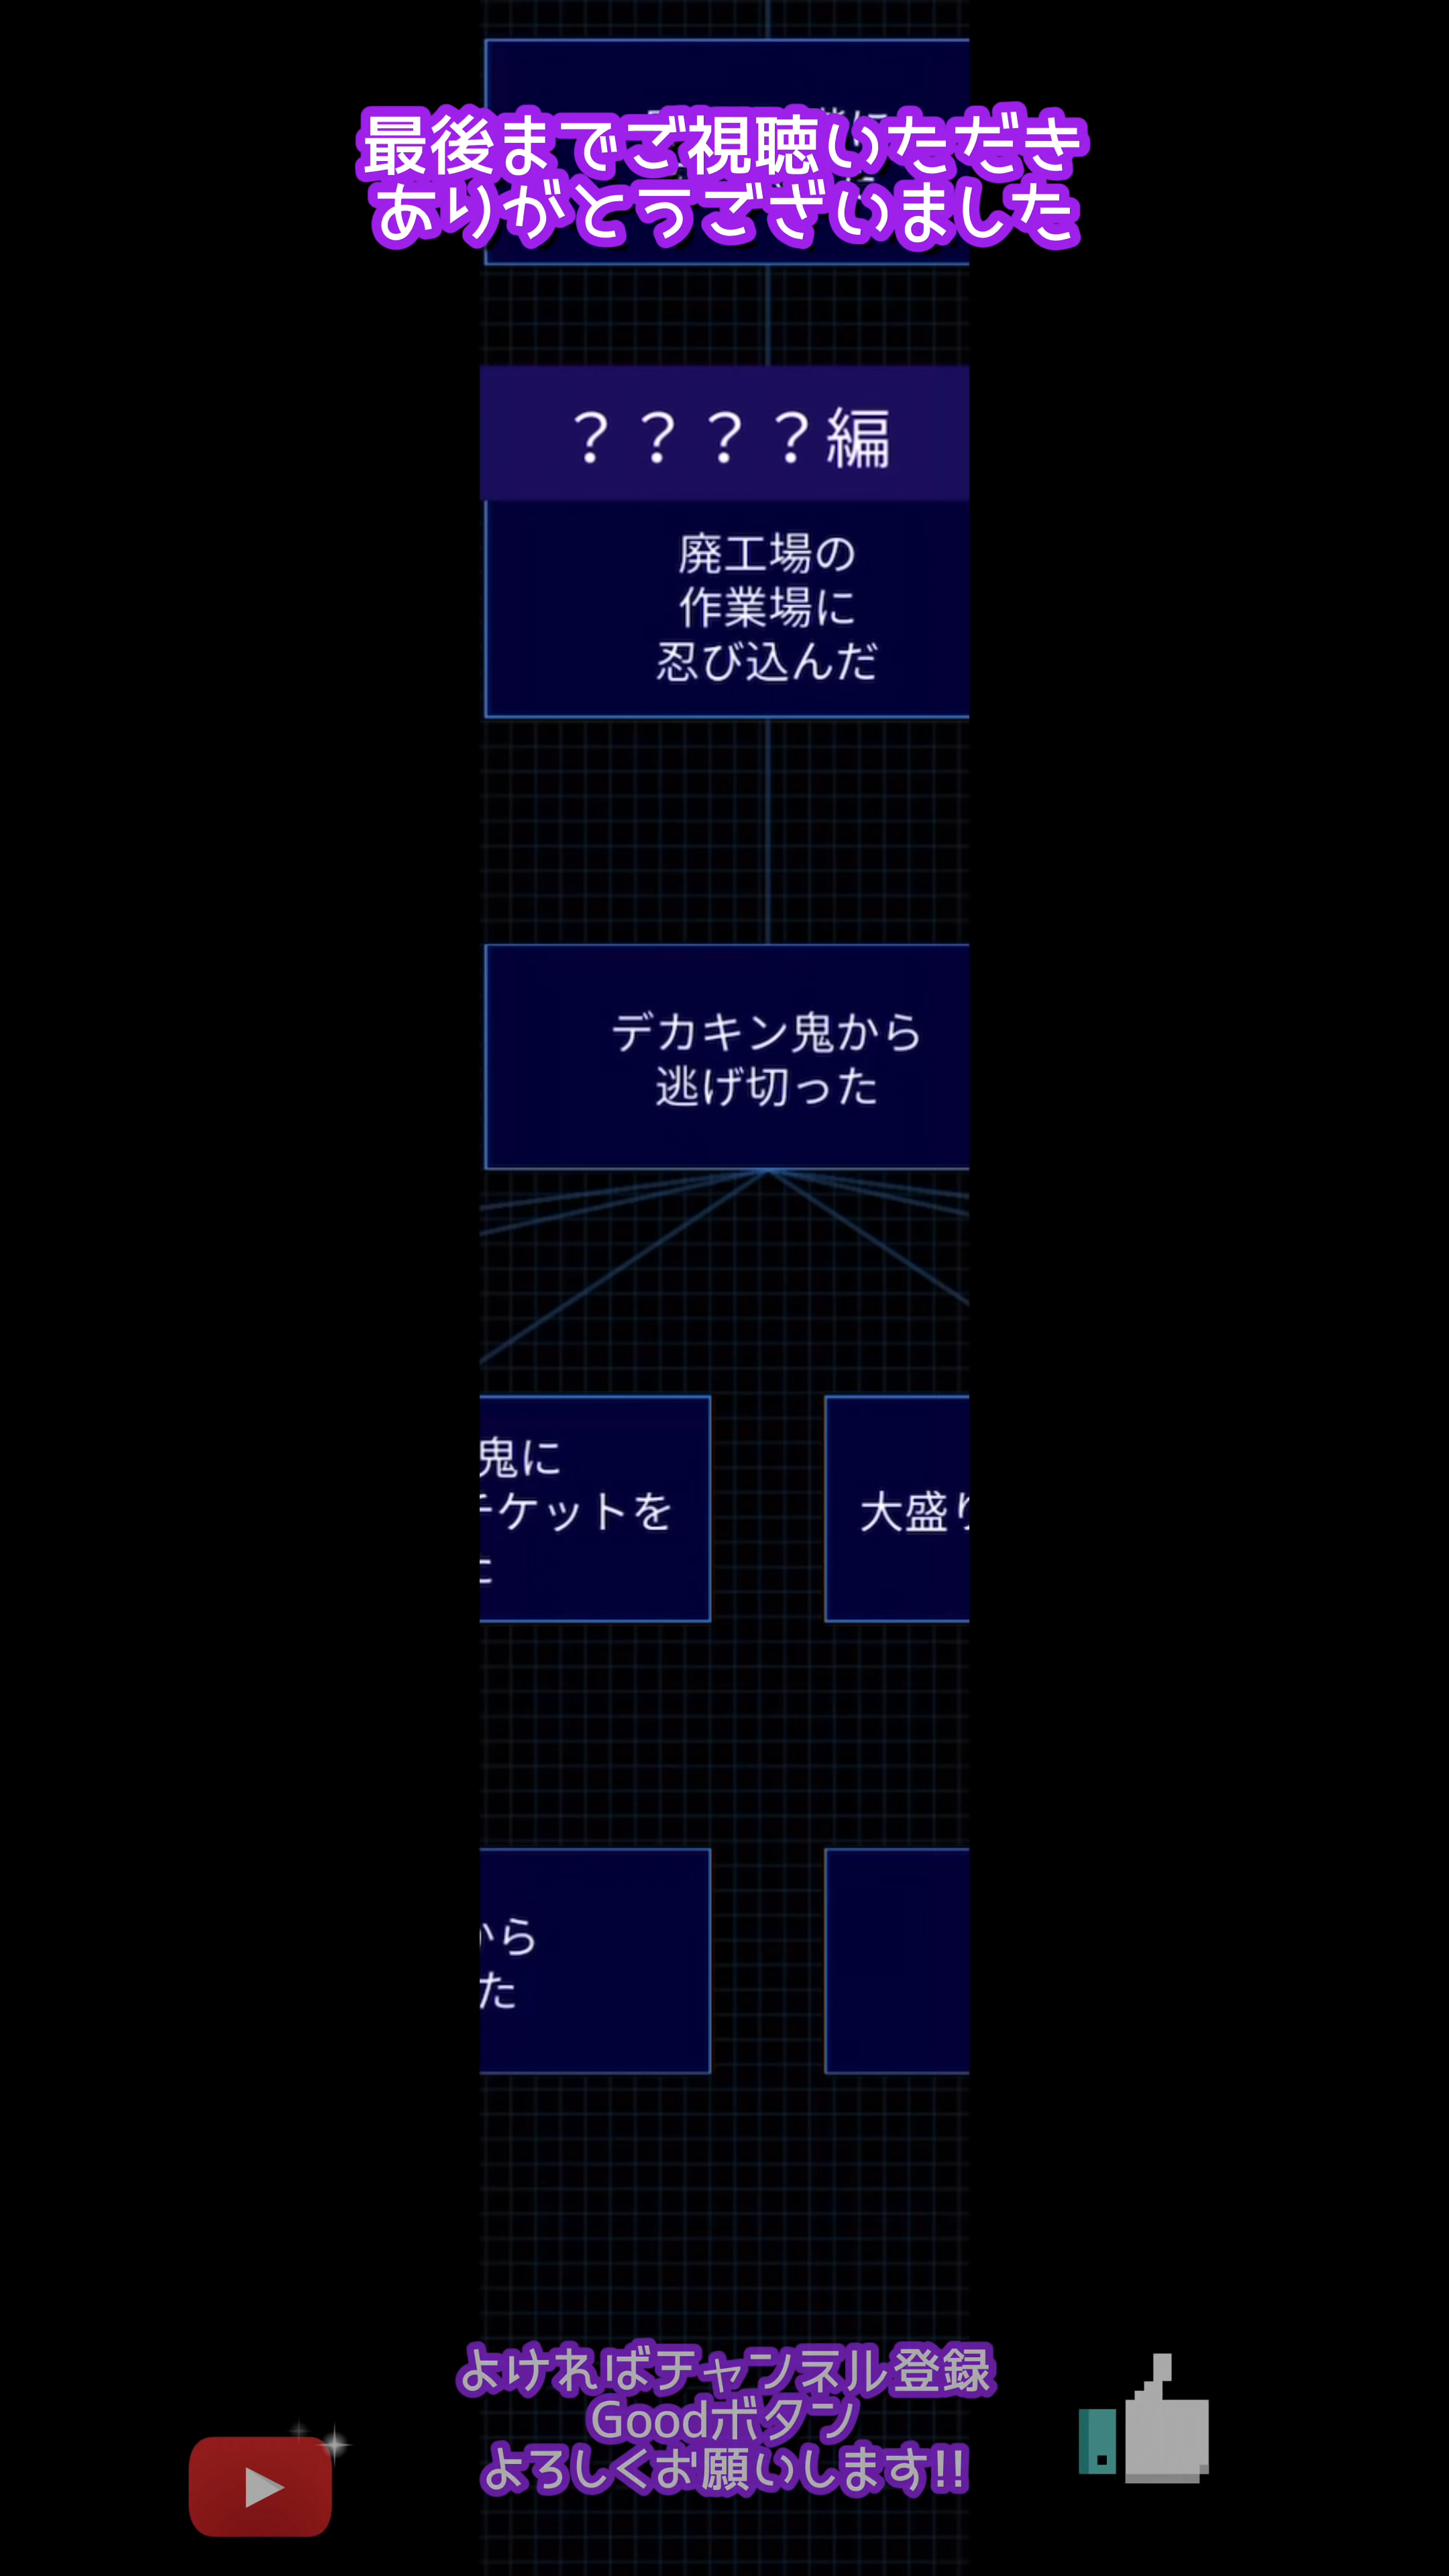 最後までご視聴いただき
ありがとうございました
？？？？編
廃工場の
作業場に
忍び込んだ
デカキン鬼から
逃げ切った
鬼に
ケットを
大盛り
から
た
よければチャンネル登録
Goodボタン
よろしくお願いします!!